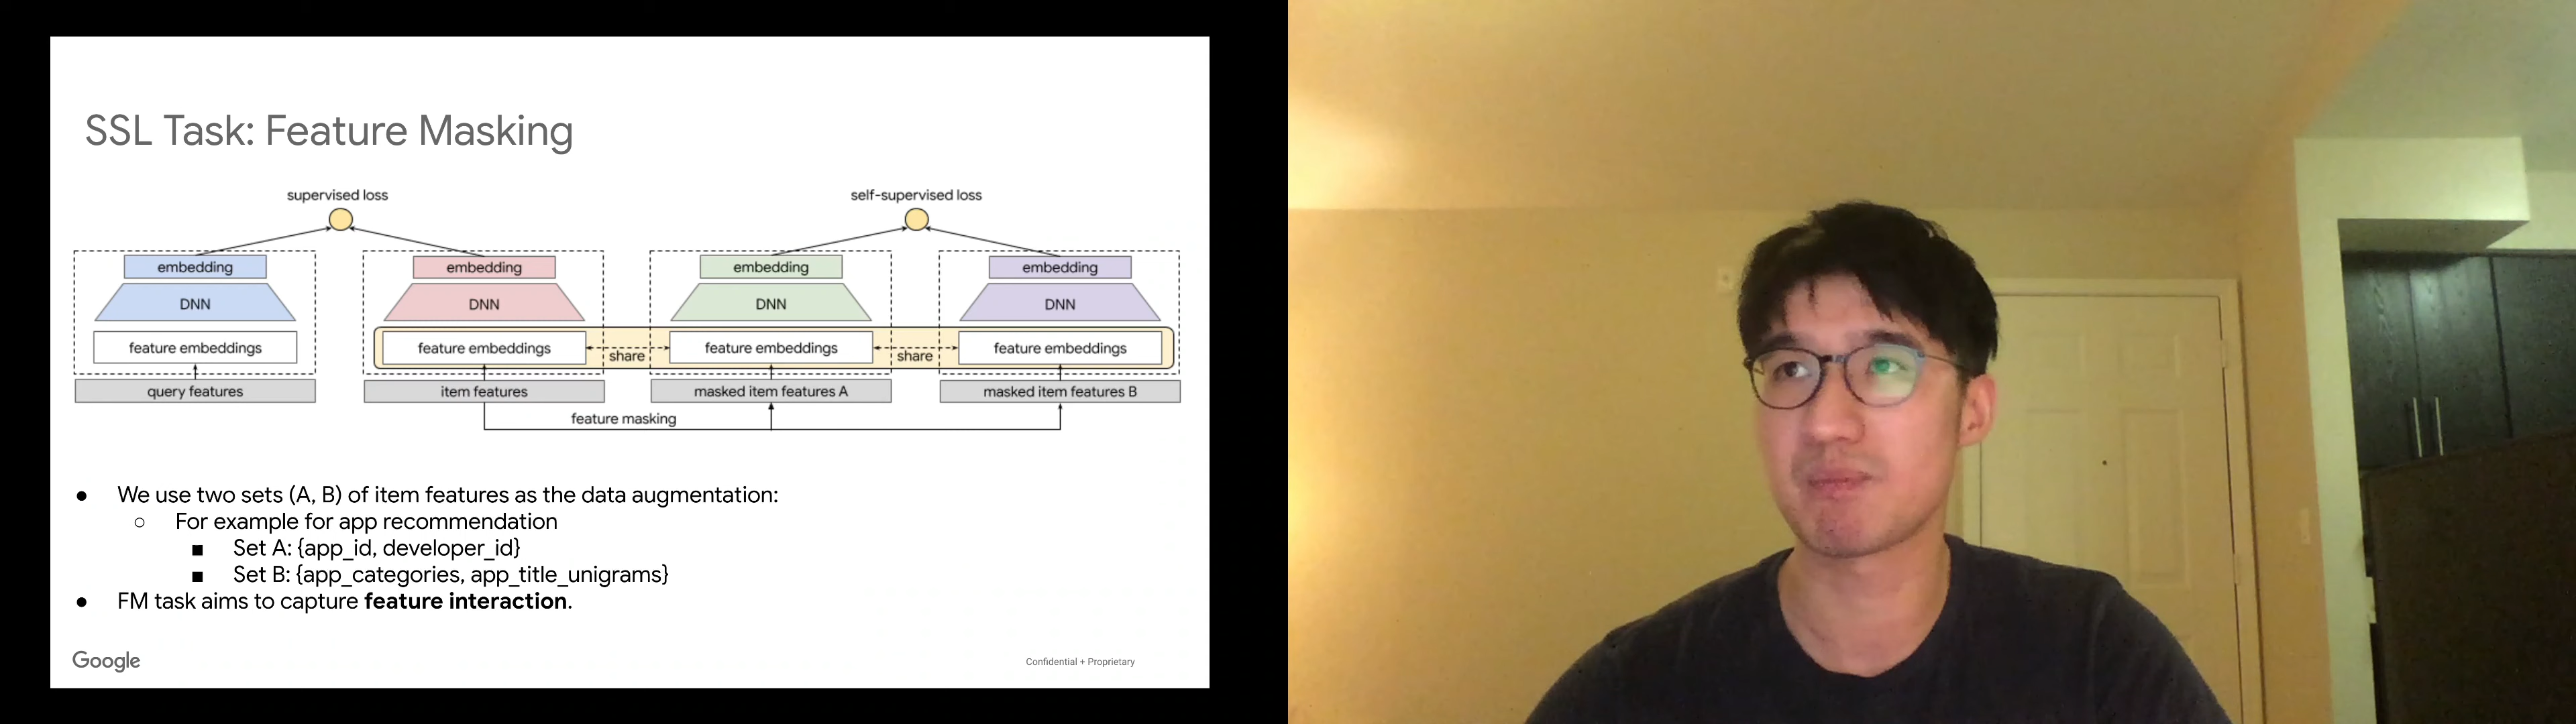 SSL Task: Feature Masking
supervised loss
self-supervised loss
embedding
embedding
embedding
embedding
DNN
DNN
DNN
DNN
feature embeddings
feature embeddings
share
feature embeddings
share
feature embeddings
query features
item features
masked item features A
masked item features B
feature masking
● We use two sets (A, B) of item features as the data augmentation:
○ For example for app recommendation
■ Set A: {app_id, developer_id}
■ Set B: {app_categories, app_title_unigrams}
● FM task aims to capture feature interaction.
Google
Confidential + Proprietary